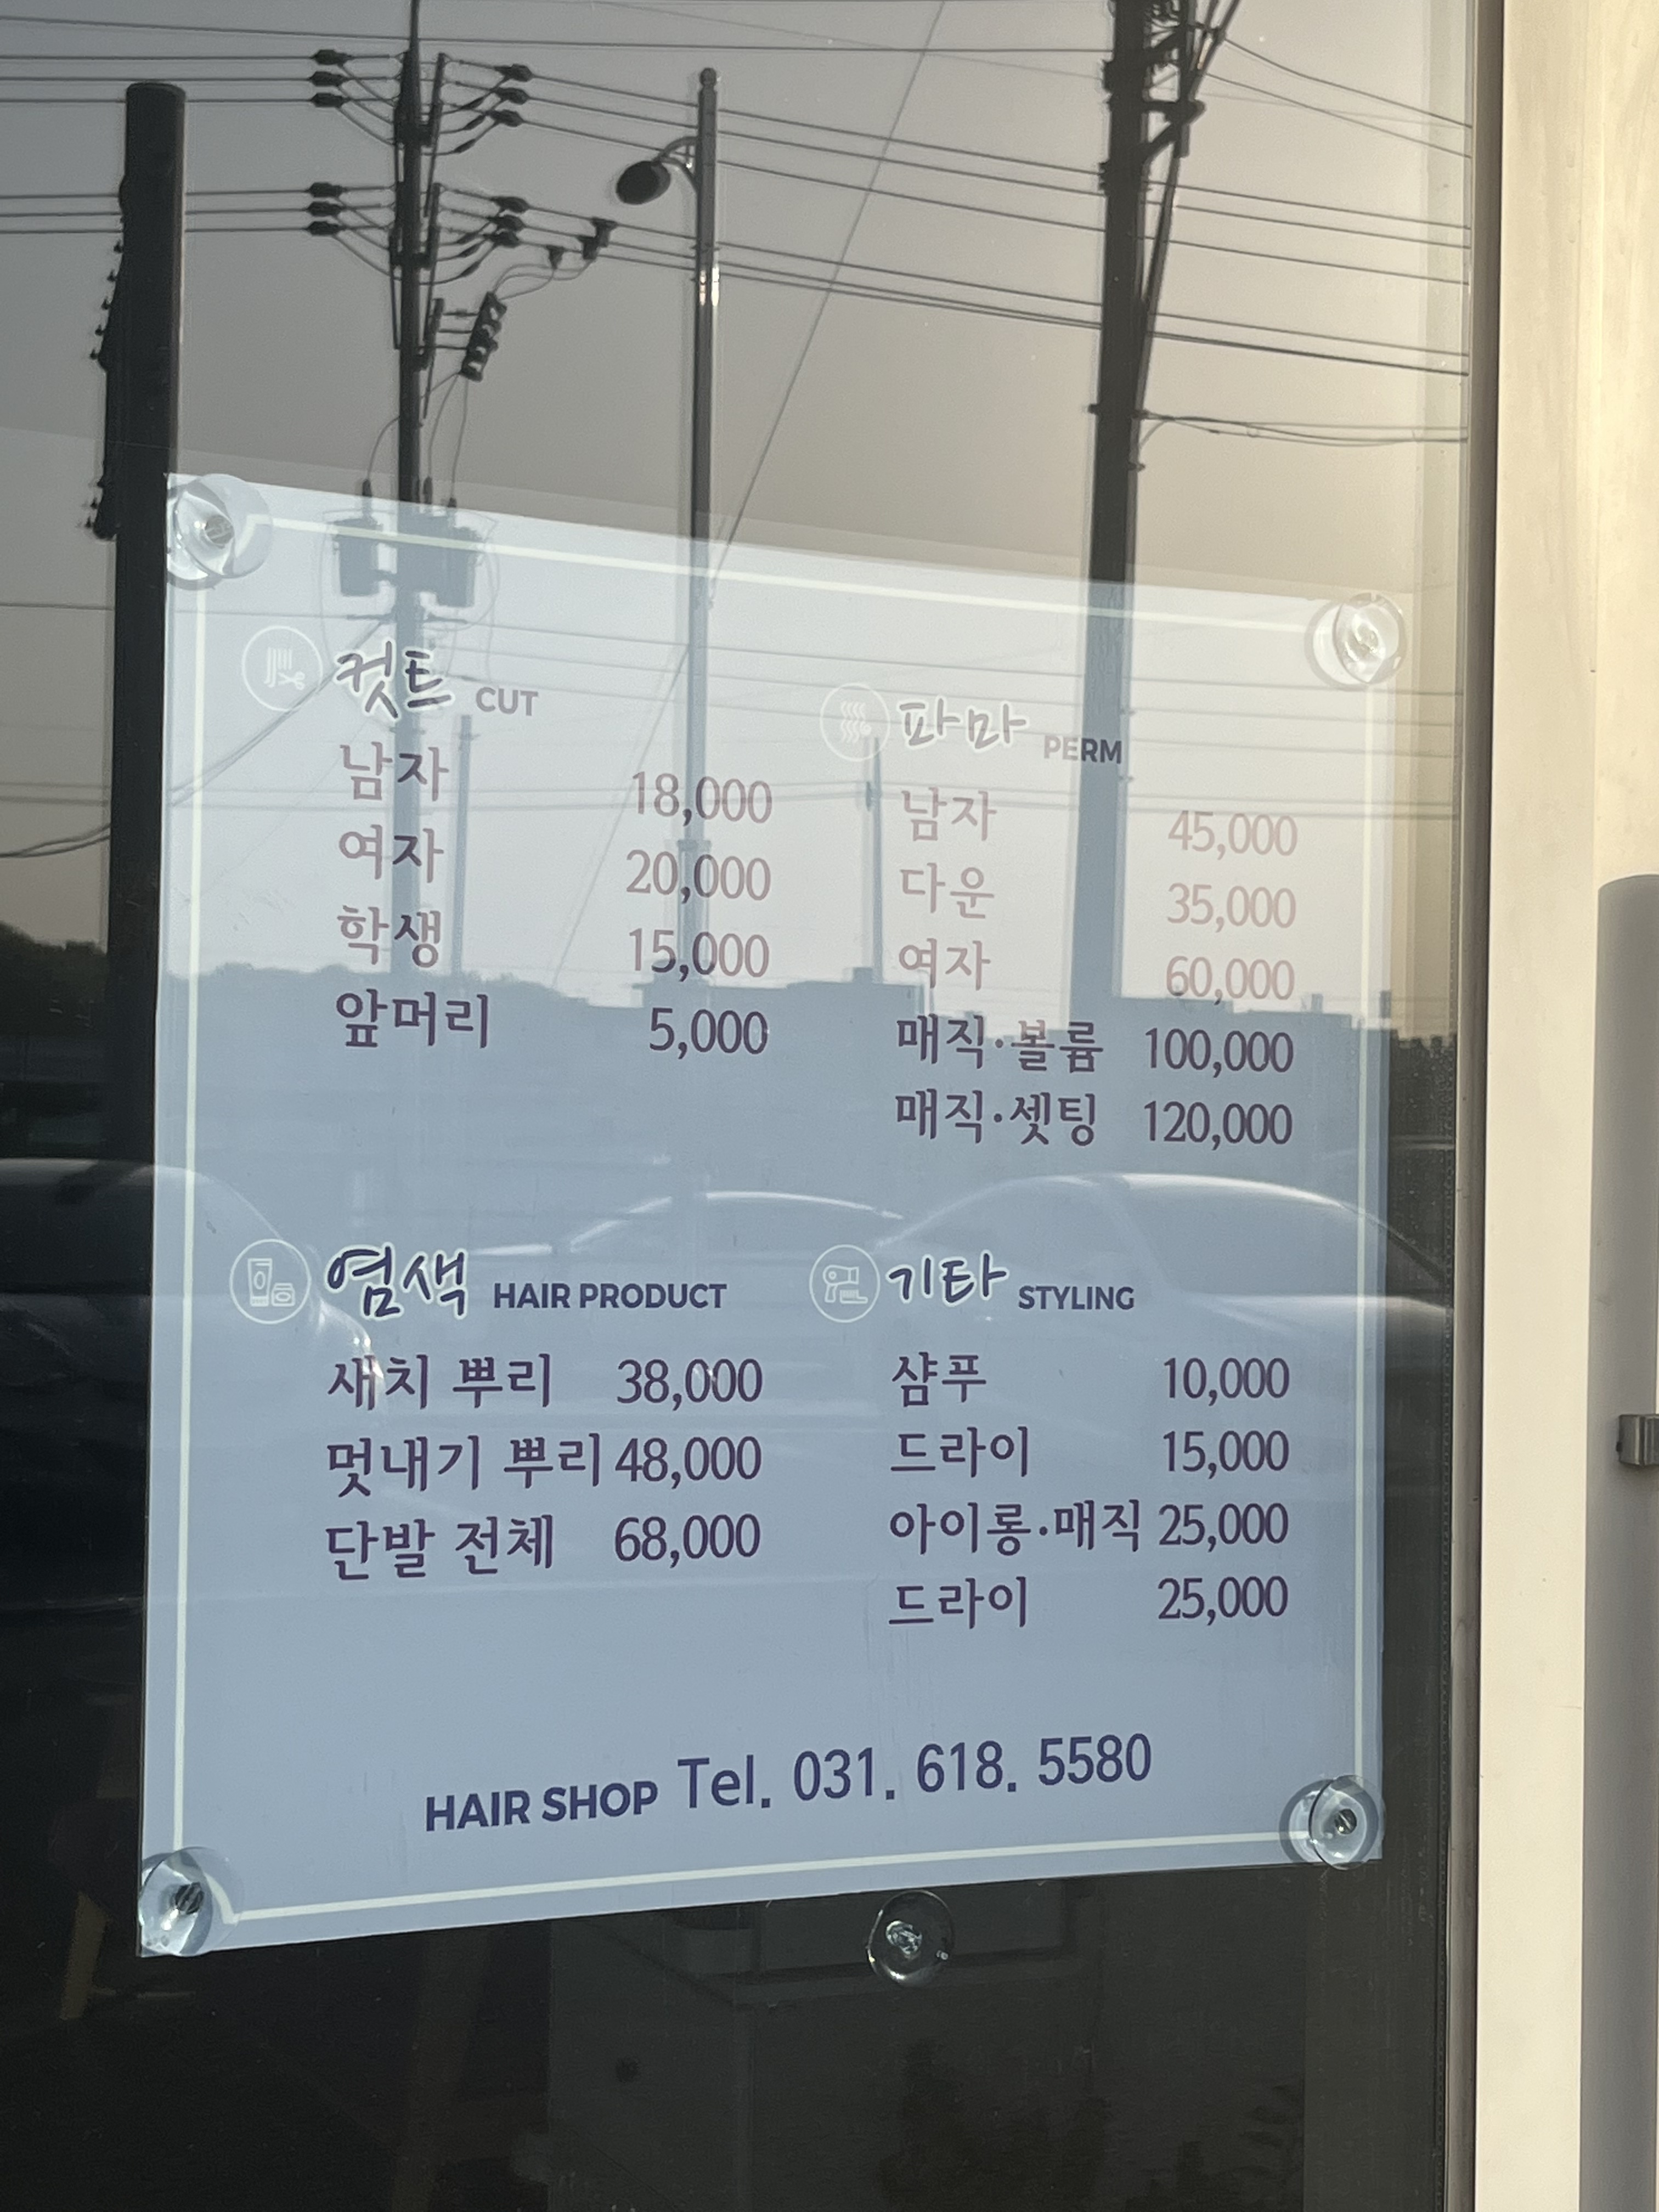 컷트 CUT
남자 18,000
여자 20,000
학생 15,000
앞머리 5,000
파마 PERM
남자 45,000
다운 35,000
여자 60,000
매직·볼륨 100,000
매직·셋팅 120,000
염색 HAIR PRODUCT
새치 뿌리 38,000
멋내기 뿌리 48,000
단발 전체 68,000
기타 STYLING
샴푸 10,000
드라이 15,000
아이롱·매직 25,000
드라이 25,000
HAIR SHOP Tel. 031. 618. 5580